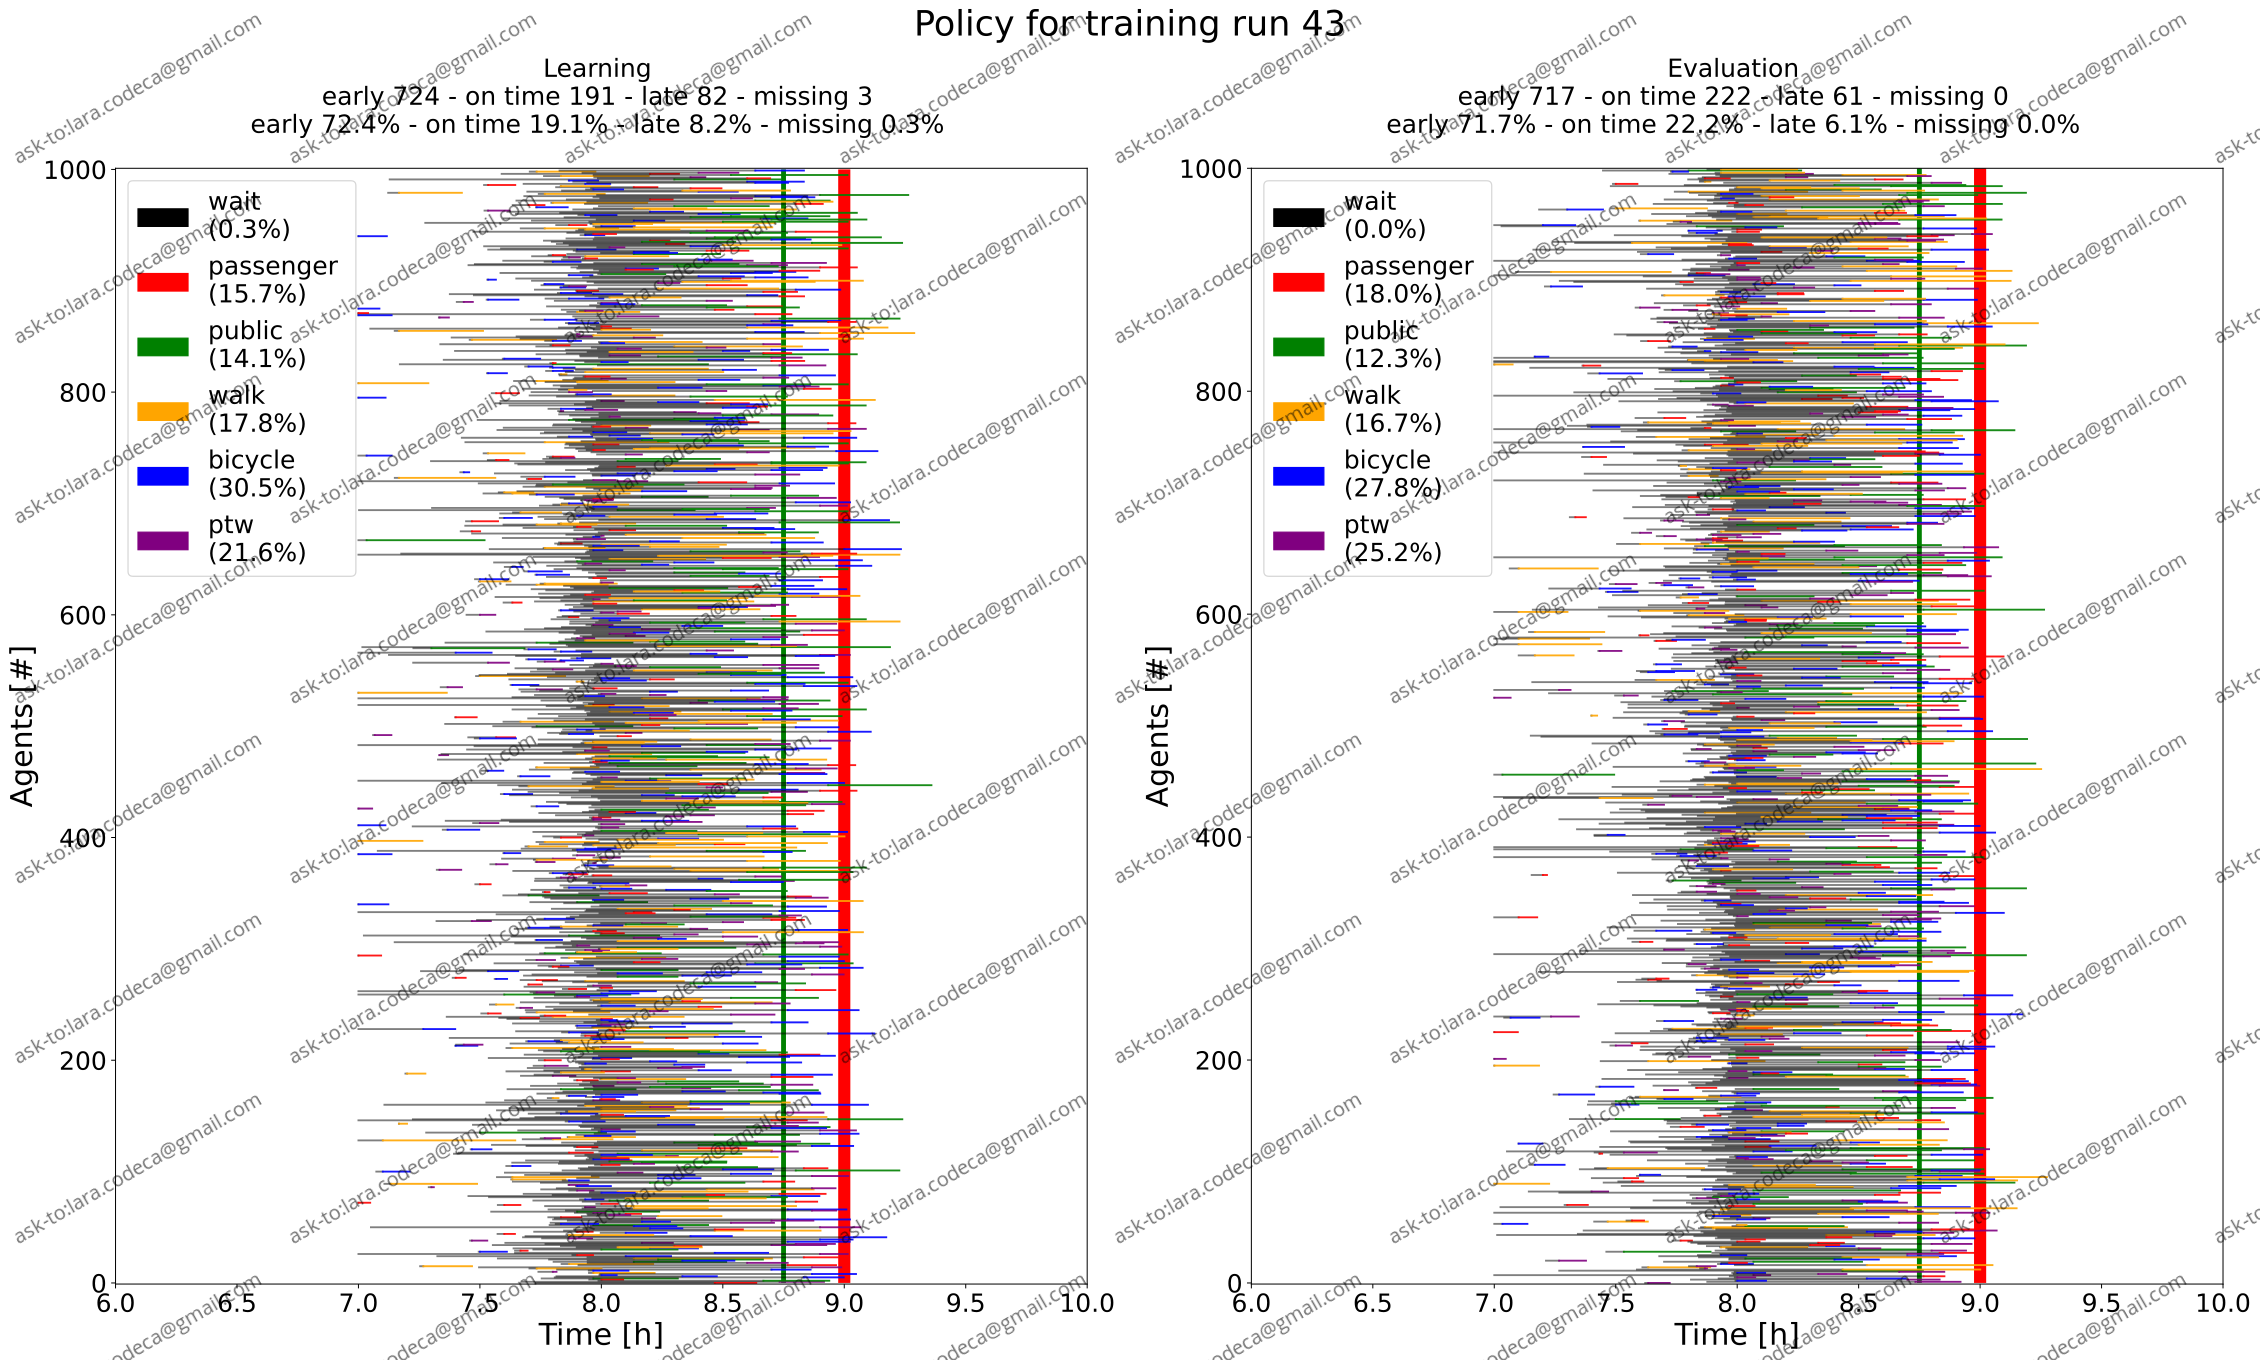 Policy for training run 43
Learning
early 724 - on time 191 - late 82 - missing 3
early 72.4% - on time 19.1% - late 8.2% - missing 0.3%
1000
800
600
400
200
0
Agents [#]
wait
(0.3%)
passenger
(15.7%)
public
(14.1%)
walk
(17.8%)
bicycle
(30.5%)
ptw
(21.6%)
6.0 6.5 7.0 7.5 8.0 8.5 9.0 9.5 10.0
Time [h]
Evaluation
early 717 - on time 222 - late 61 - missing 0
early 71.7% - on time 22.2% - late 6.1% - missing 0.0%
1000
800
600
400
200
0
Agents [#]
wait
(0.0%)
passenger
(18.0%)
public
(12.3%)
walk
(16.7%)
bicycle
(27.8%)
ptw
(25.2%)
6.0 6.5 7.0 7.5 8.0 8.5 9.0 9.5 10.0
Time [h]
ask-to:lara.codeca@gmail.com